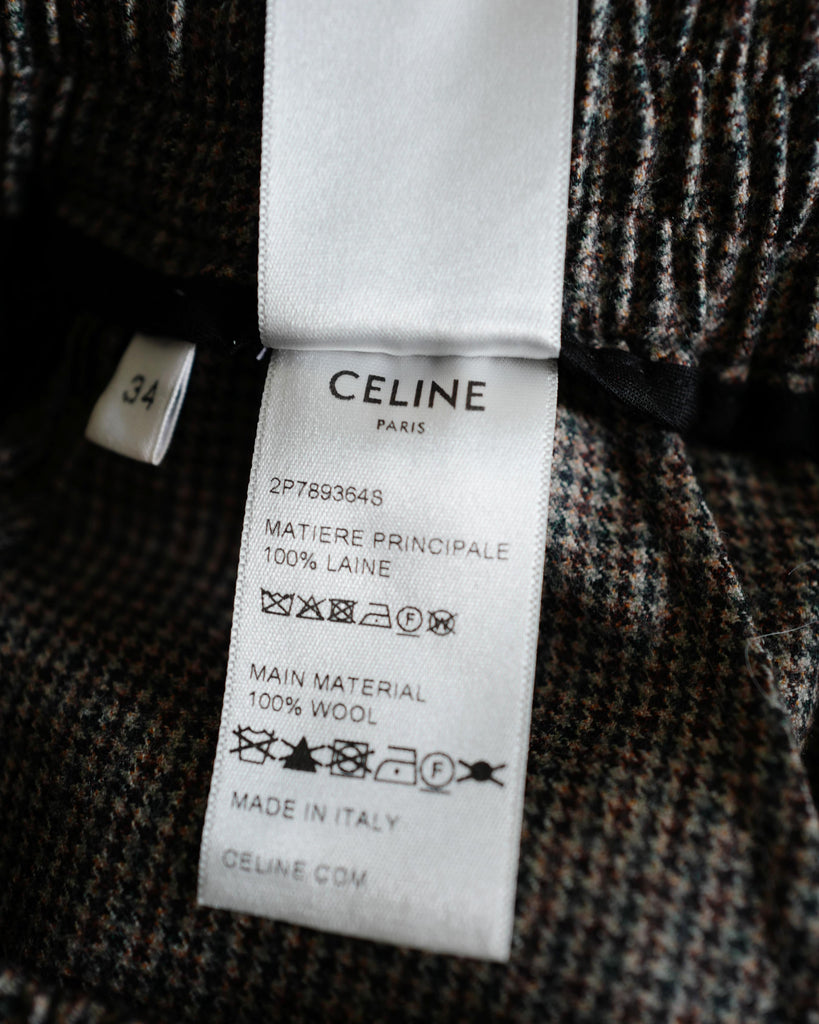 34
CELINE
PARIS
2P789364S
MATIERE PRINCIPALE
100% LAINE
F W
MAIN MATERIAL
100% WOOL
F
MADE IN ITALY
CELINE.COM